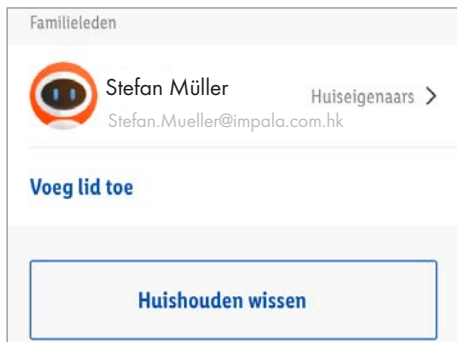 Familieleden
Stefan Müller
Huiseigenaars
Stefan.Mueller@impala.com.hk
Voeg lid toe
Huishouden wissen